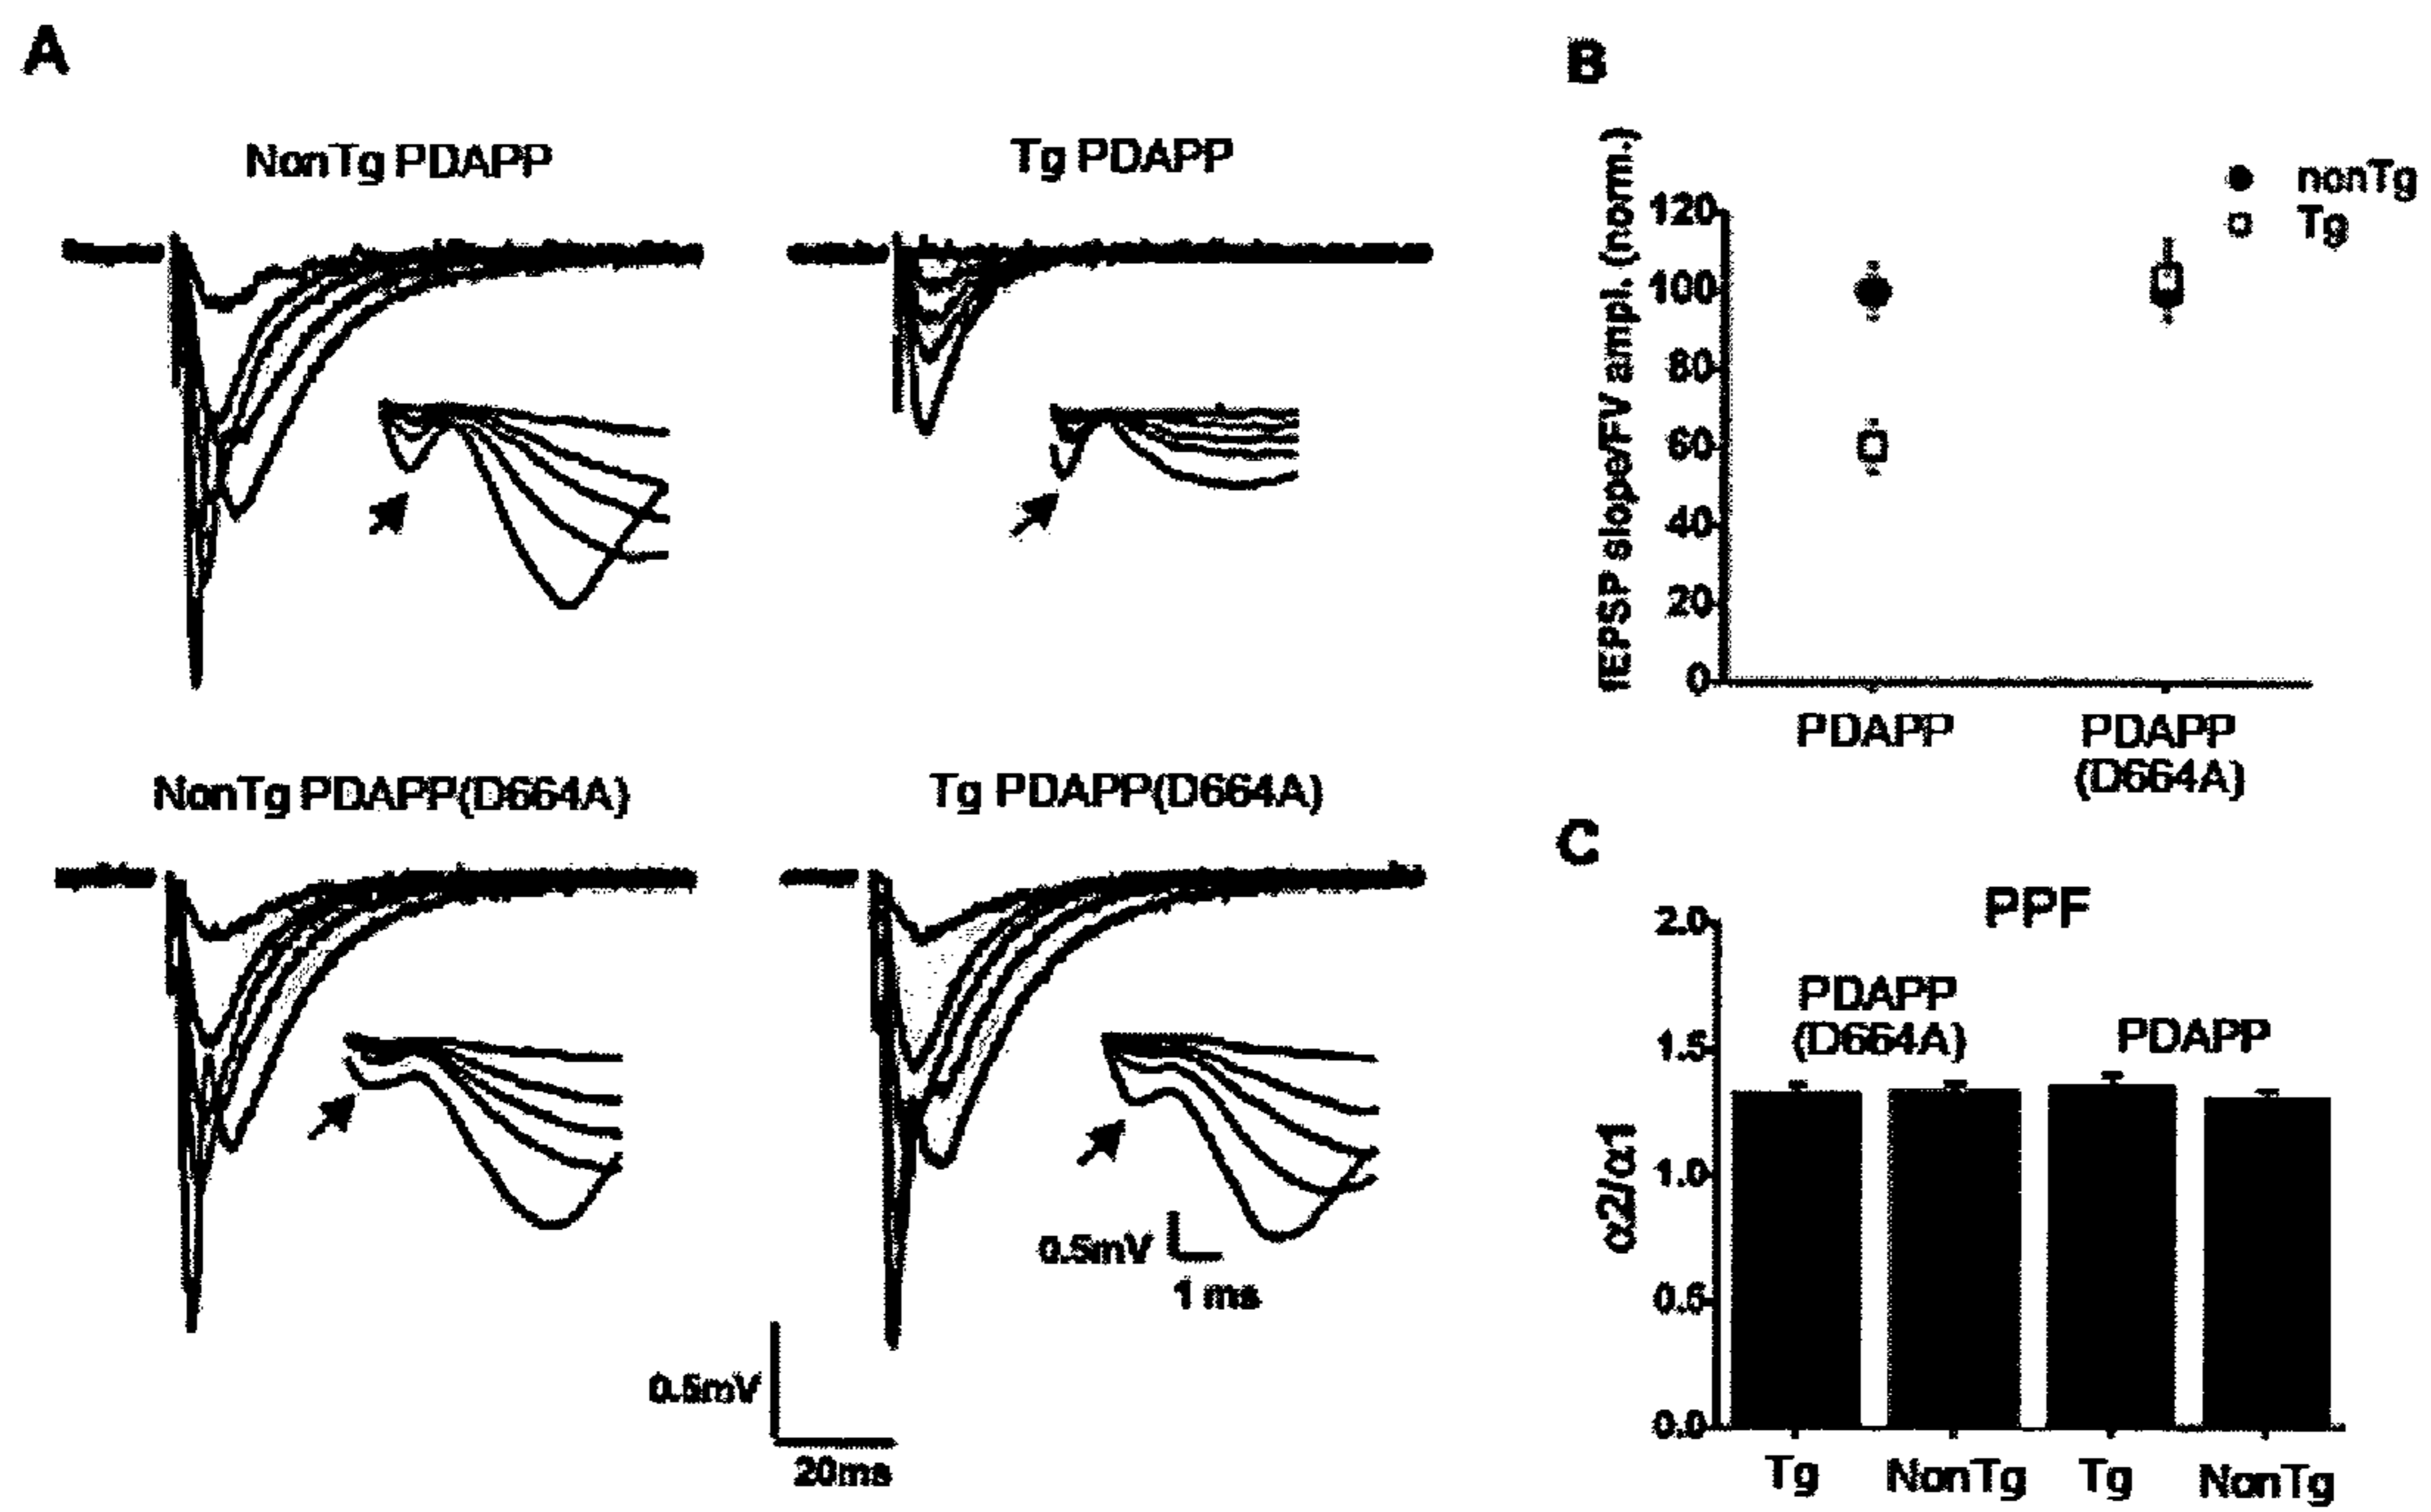 A
NonTg PDAPP
Tg PDAPP
NonTg PDAPP(D664A)
Tg PDAPP(D664A)
0.5mV
1 ms
0.5mV
20ms
B
fEPSP slope/FV ampl. (norm.)
120
100
80
60
40
20
0
nonTg
Tg
PDAPP
PDAPP
(D664A)
C
PPF
α2/α1
2.0
1.5
1.0
0.5
0.0
PDAPP
(D664A)
PDAPP
Tg
NonTg
Tg
NonTg